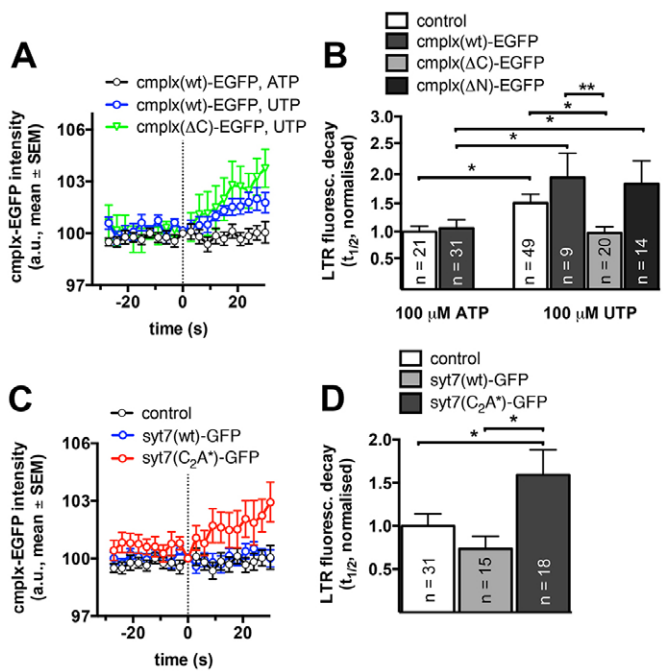 A
cmplx(wt)-EGFP, ATP
cmplx(wt)-EGFP, UTP
cmplx(ΔC)-EGFP, UTP
cmplx-EGFP intensity
(a.u., mean ± SEM)
106
103
100
97
-20
0
20
time (s)
B
control
cmplx(wt)-EGFP
cmplx(ΔC)-EGFP
cmplx(ΔN)-EGFP
LTR fluoresc. decay
(t1/2, normalised)
3.0
2.5
2.0
1.5
1.0
0.5
**
*
*
*
*
n = 21
n = 31
n = 49
n = 9
n = 20
n = 14
100 μM ATP
100 μM UTP
C
control
syt7(wt)-GFP
syt7(C2A*)-GFP
cmplx-EGFP intensity
(a.u., mean ± SEM)
106
103
100
97
-20
0
20
time (s)
D
control
syt7(wt)-GFP
syt7(C2A*)-GFP
LTR fluoresc. decay
(t1/2, normalised)
2.0
1.5
1.0
0.5
*
*
n = 31
n = 15
n = 18